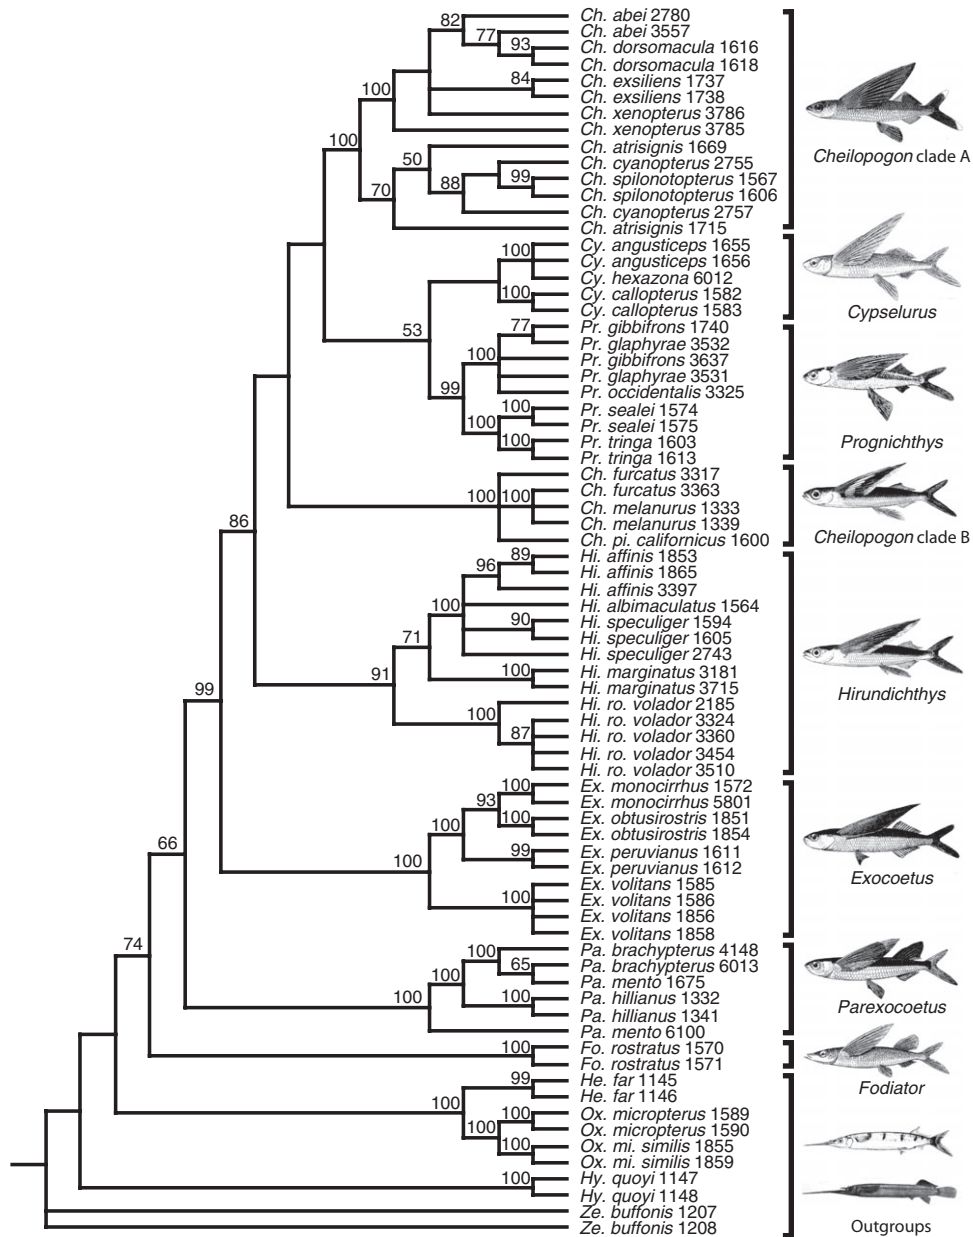 82
Ch. abei 2780
77
Ch. abei 3557
93
Ch. dorsomacula 1616
Ch. dorsomacula 1618
84
Ch. exsiliens 1737
100
Ch. exsiliens 1738
Ch. xenopterus 3786
Ch. xenopterus 3785
100
Ch. atrisignis 1669
50
Ch. cyanopterus 2755
99
Ch. spilonotopterus 1567
70
88
Ch. spilonotopterus 1606
Ch. cyanopterus 2757
Ch. atrisignis 1715
Cheilopogon clade A
100
Cy. angusticeps 1655
Cy. angusticeps 1656
Cy. hexazona 6012
100
Cy. callopterus 1582
Cy. callopterus 1583
Cypselurus
53
77
Pr. gibbifrons 1740
Pr. glaphyrae 3532
100
Pr. gibbifrons 3637
Pr. glaphyrae 3531
99
Pr. occidentalis 3325
100
Pr. sealei 1574
100
Pr. sealei 1575
100
Pr. tringa 1603
Pr. tringa 1613
Prognichthys
Ch. furcatus 3317
100
100
Ch. furcatus 3363
Ch. melanurus 1333
Ch. melanurus 1339
Ch. pi. californicus 1600
Cheilopogon clade B
86
89
Hi. affinis 1853
96
Hi. affinis 1865
Hi. affinis 3397
100
Hi. albimaculatus 1564
90
Hi. speculiger 1594
71
Hi. speculiger 1605
Hi. speculiger 2743
91
100
Hi. marginatus 3181
Hi. marginatus 3715
100
Hi. ro. volador 2185
Hi. ro. volador 3324
87
Hi. ro. volador 3360
Hi. ro. volador 3454
Hi. ro. volador 3510
Hirundichthys
99
100
Ex. monocirrhus 1572
93
Ex. monocirrhus 5801
100
Ex. obtusirostris 1851
100
Ex. obtusirostris 1854
99
Ex. peruvianus 1611
100
Ex. peruvianus 1612
Ex. volitans 1585
100
Ex. volitans 1586
Ex. volitans 1856
Ex. volitans 1858
Exocoetus
66
100
Pa. brachypterus 4148
65
Pa. brachypterus 6013
100
Pa. mento 1675
100
100
Pa. hillianus 1332
Pa. hillianus 1341
Pa. mento 6100
Parexocoetus
74
100
Fo. rostratus 1570
Fo. rostratus 1571
Fodiator
99
He. far 1145
He. far 1146
100
100
Ox. micropterus 1589
100
Ox. micropterus 1590
100
Ox. mi. similis 1855
Ox. mi. similis 1859
100
Hy. quoyi 1147
Hy. quoyi 1148
Ze. buffonis 1207
Ze. buffonis 1208
Outgroups